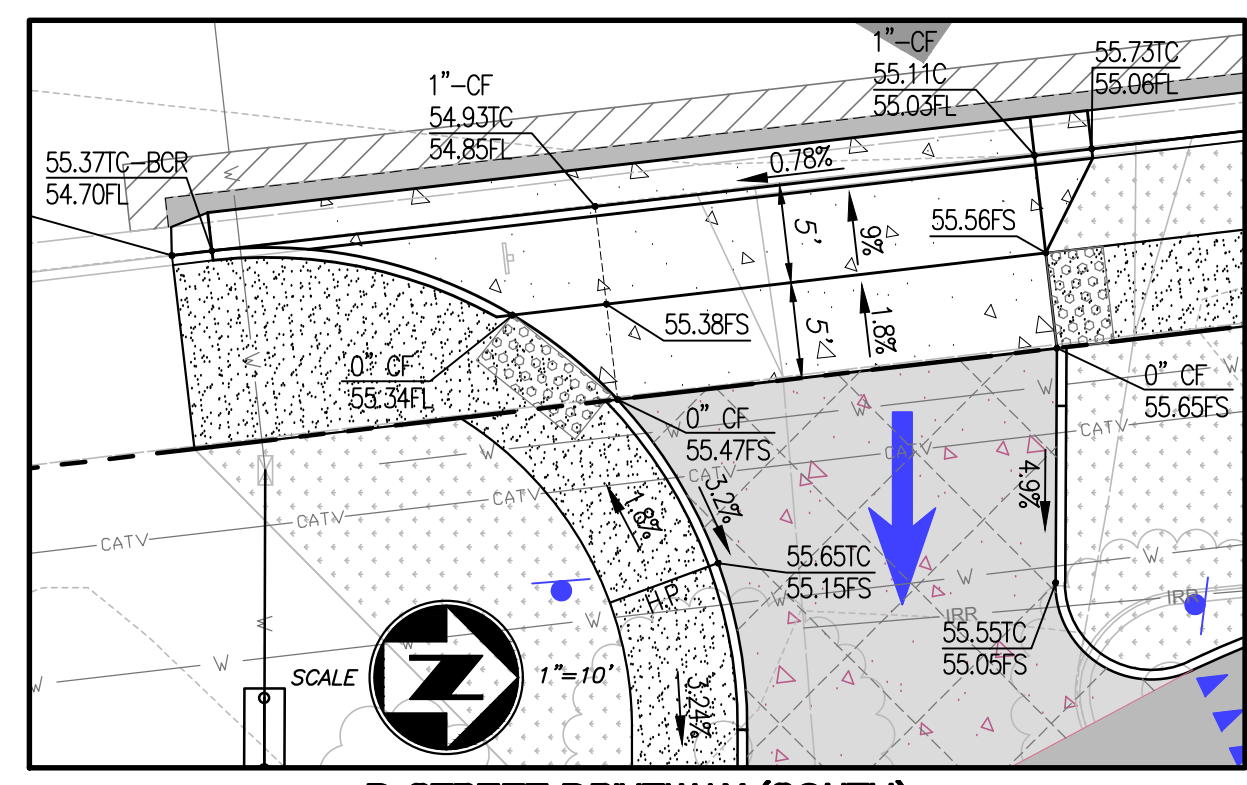 1"-CF
55.11C
55.03FL
55.73TC
55.06FL
1"-CF
54.93TC
54.85FL
55.37TC-BCR
54.70FL
0.78%
5'
9%
55.56FS
5'
1.8%
55.38FS
0" CF
55.34FL
0" CF
55.65FS
0" CF
55.47FS
W
W
W
W
CATV
CATV
CATV
CATV
CATV
CATV
3.2%
4.9%
1.8%
55.65TC
55.15FS
H.P.
W
W
W
W
W
W
IRR
IRR
55.55TC
55.05FS
SCALE
1"=10'
3.24%